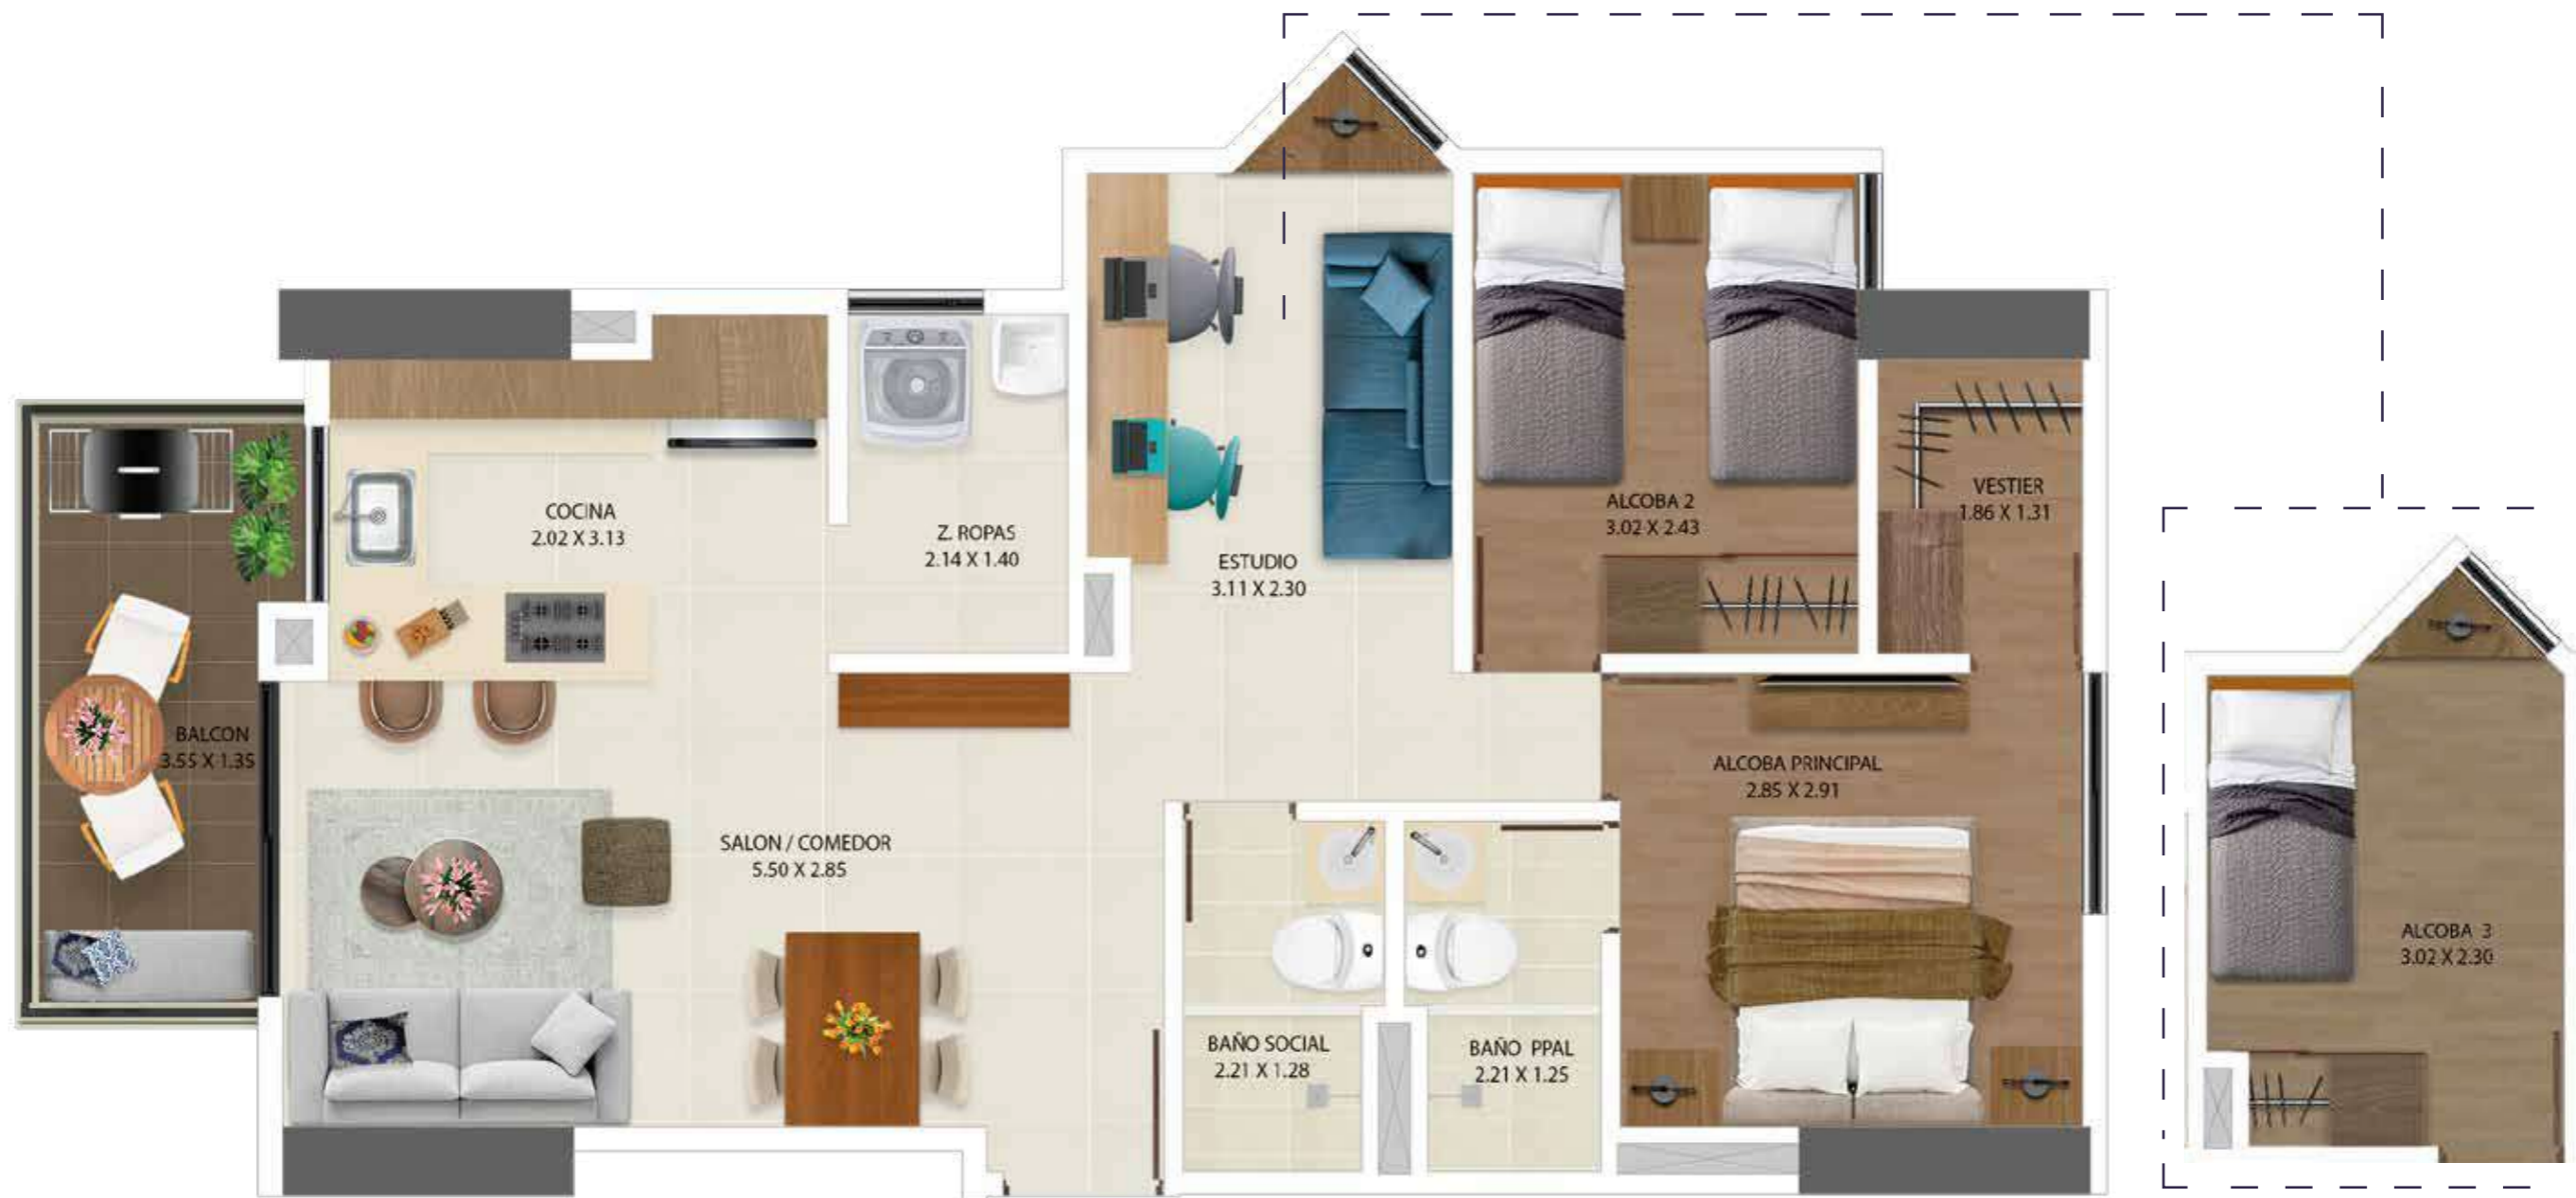 COCINA
2.02 X 3.13
Z. ROPAS
2.14 X 1.40
ESTUDIO
3.11 X 2.30
ALCOBA 2
3.02 X 2.43
VESTIER
1.86 X 1.31
BALCON
3.55 X 1.35
SALON / COMEDOR
5.50 X 2.85
ALCOBA PRINCIPAL
2.85 X 2.91
BAÑO SOCIAL
2.21 X 1.28
BAÑO PPAL
2.21 X 1.25
ALCOBA 3
3.02 X 2.30